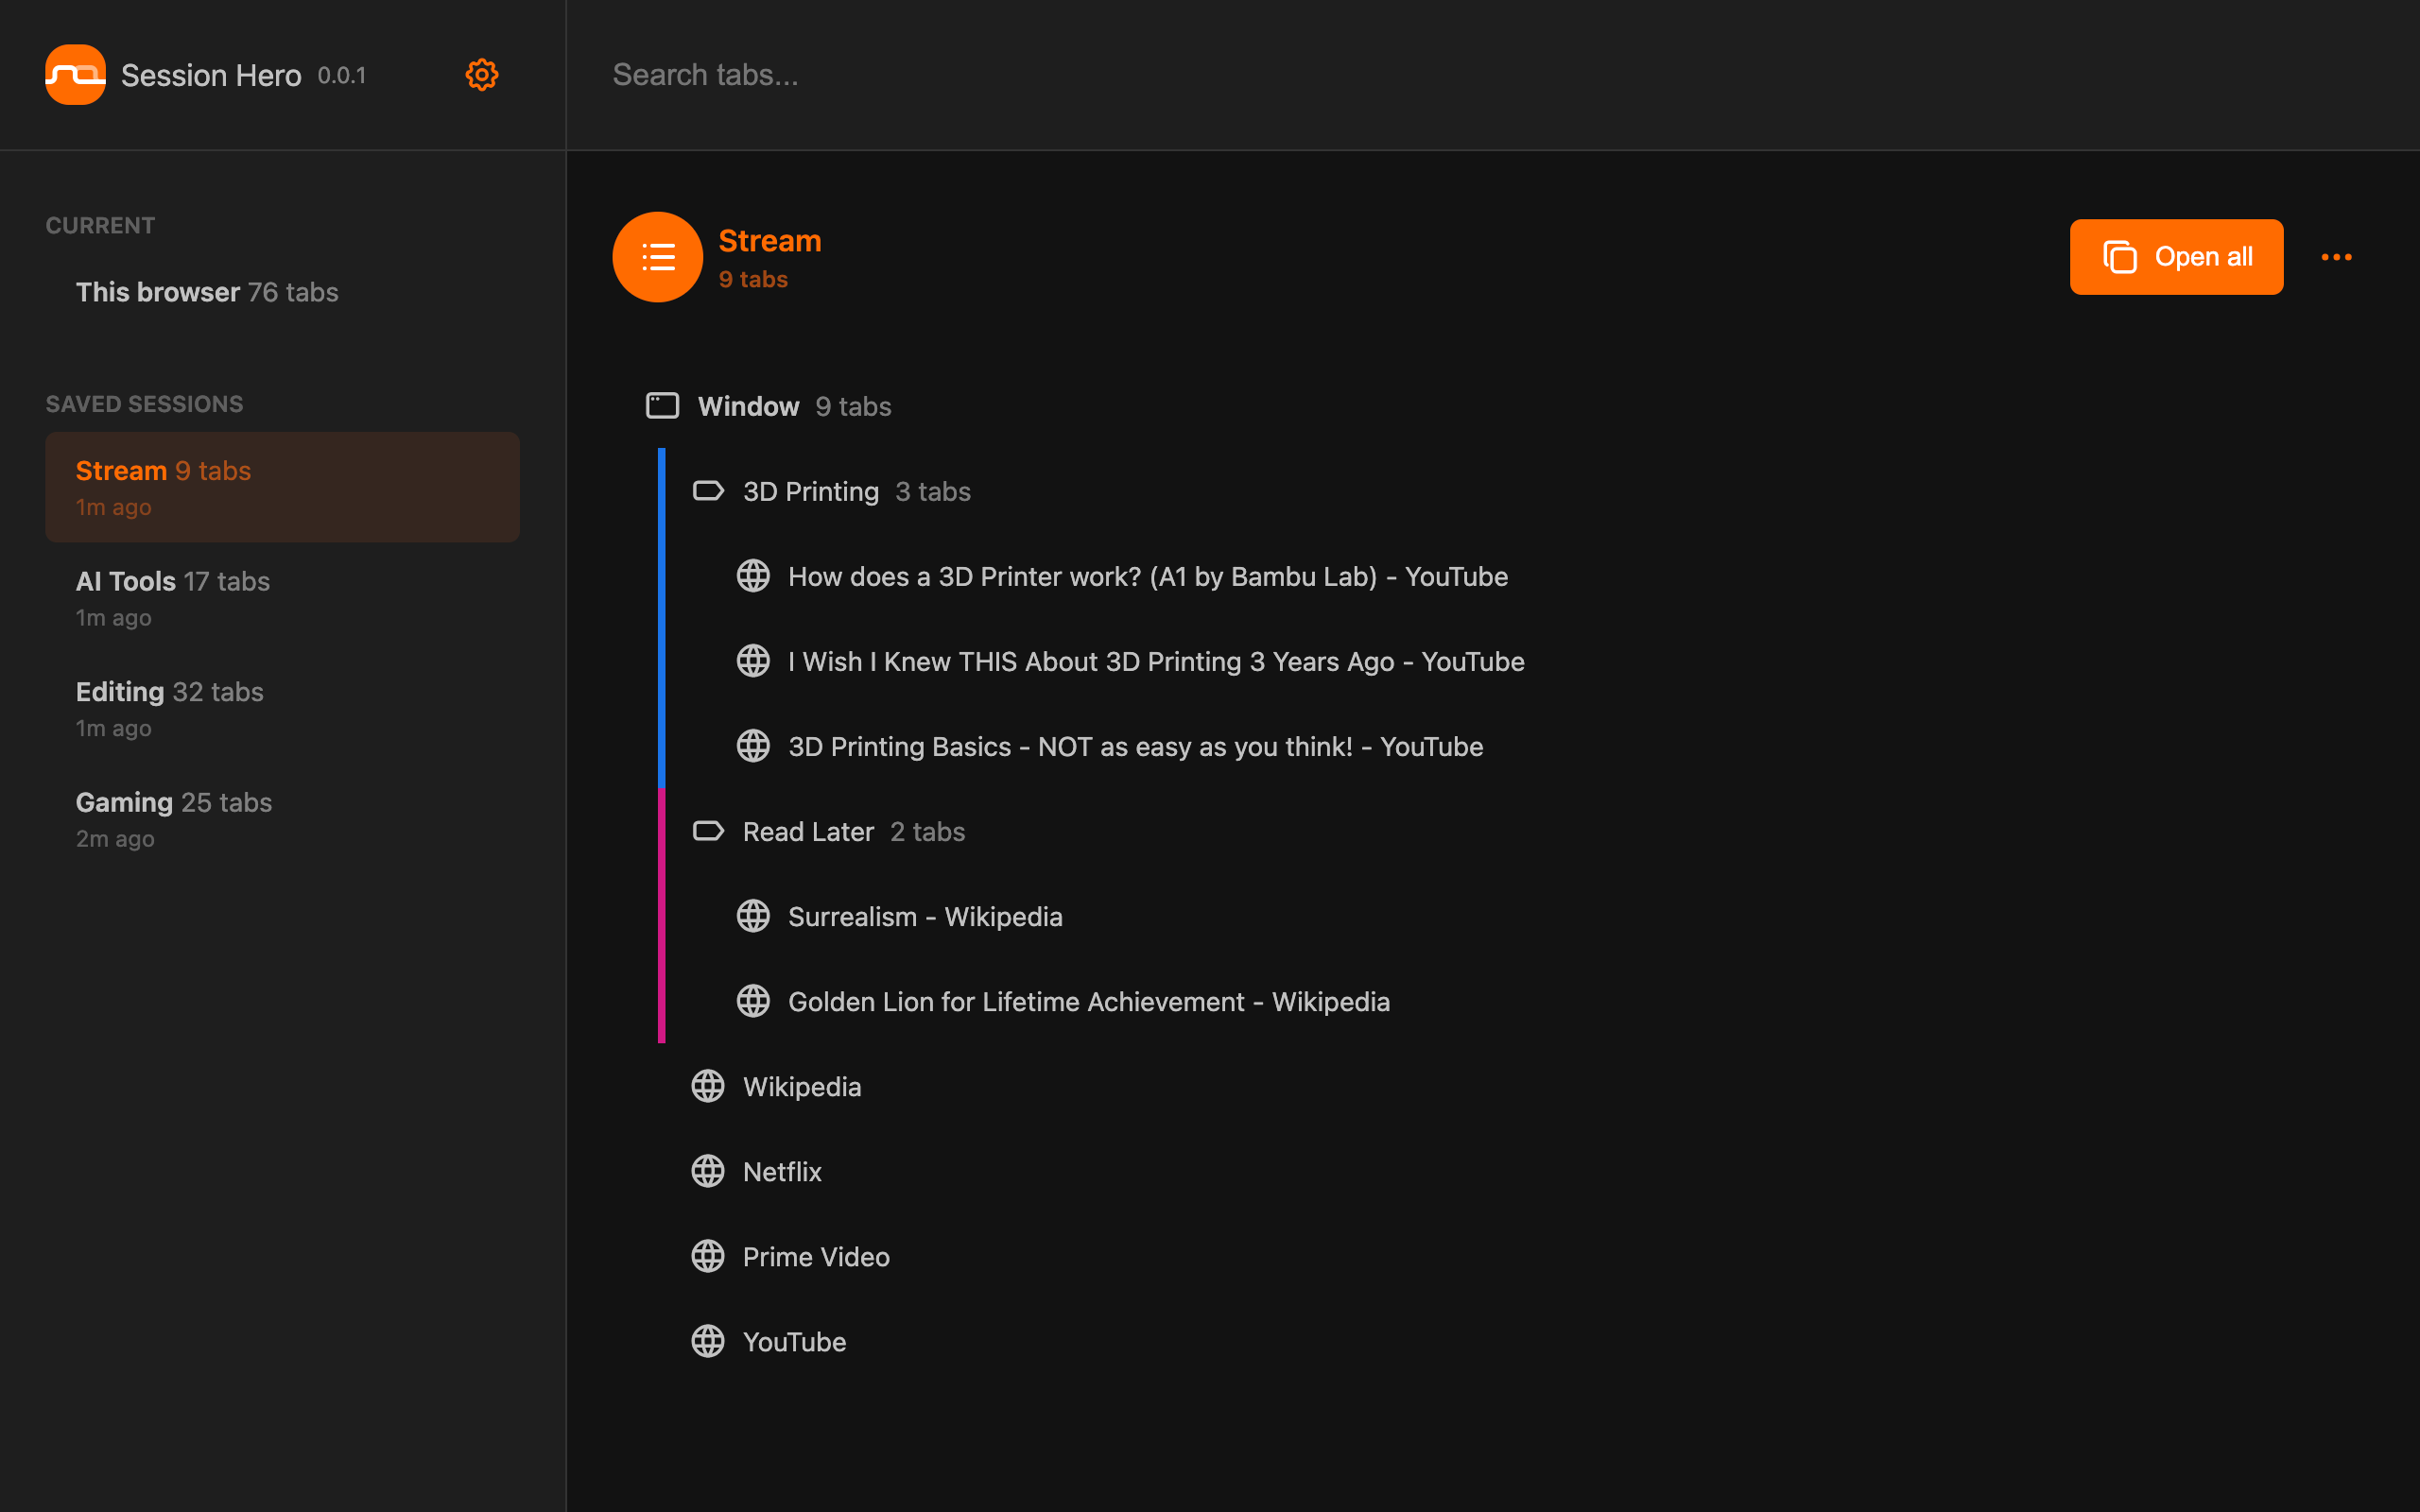 Session Hero 0.0.1
Search tabs...
CURRENT
This browser 76 tabs
SAVED SESSIONS
Stream 9 tabs
1m ago
AI Tools 17 tabs
1m ago
Editing 32 tabs
1m ago
Gaming 25 tabs
2m ago
Stream
9 tabs
Open all
Window 9 tabs
3D Printing 3 tabs
How does a 3D Printer work? (A1 by Bambu Lab) - YouTube
I Wish I Knew THIS About 3D Printing 3 Years Ago - YouTube
3D Printing Basics - NOT as easy as you think! - YouTube
Read Later 2 tabs
Surrealism - Wikipedia
Golden Lion for Lifetime Achievement - Wikipedia
Wikipedia
Netflix
Prime Video
YouTube